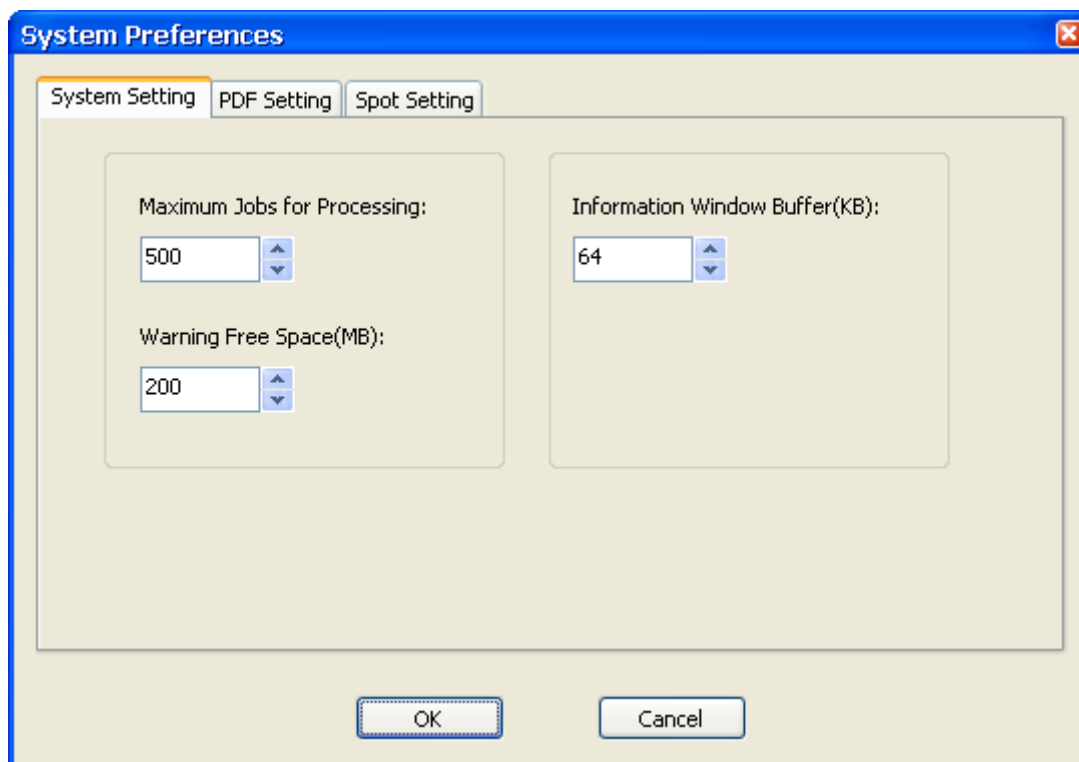 System Preferences
System Setting PDF Setting Spot Setting
Maximum Jobs for Processing:
500
Warning Free Space(MB):
200
Information Window Buffer(KB):
64
OK Cancel